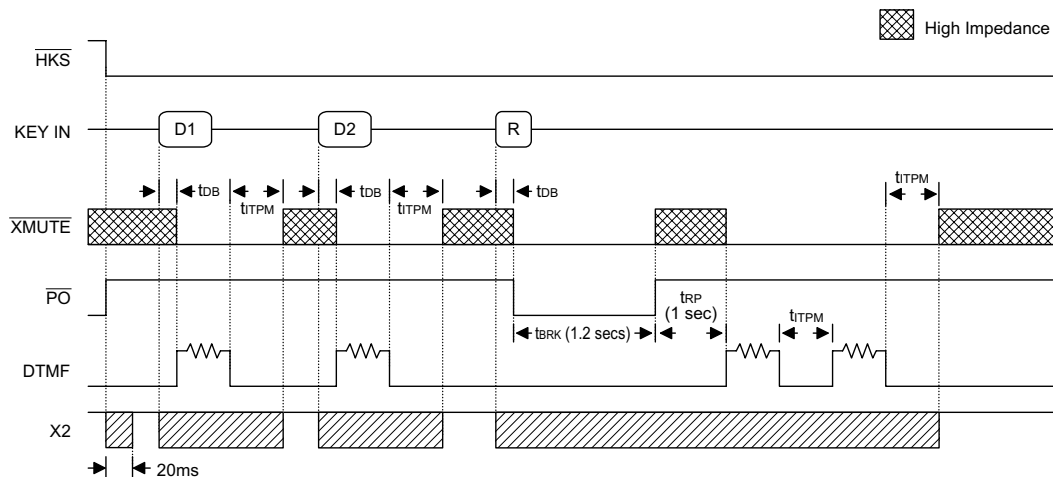 High Impedance
HKS
KEY IN
D1
D2
R
tDB
tITPM
tDB
tITPM
tDB
tITPM
XMUTE
PO
tBRK (1.2 secs)
tRP
(1 sec)
tITPM
DTMF
X2
20ms